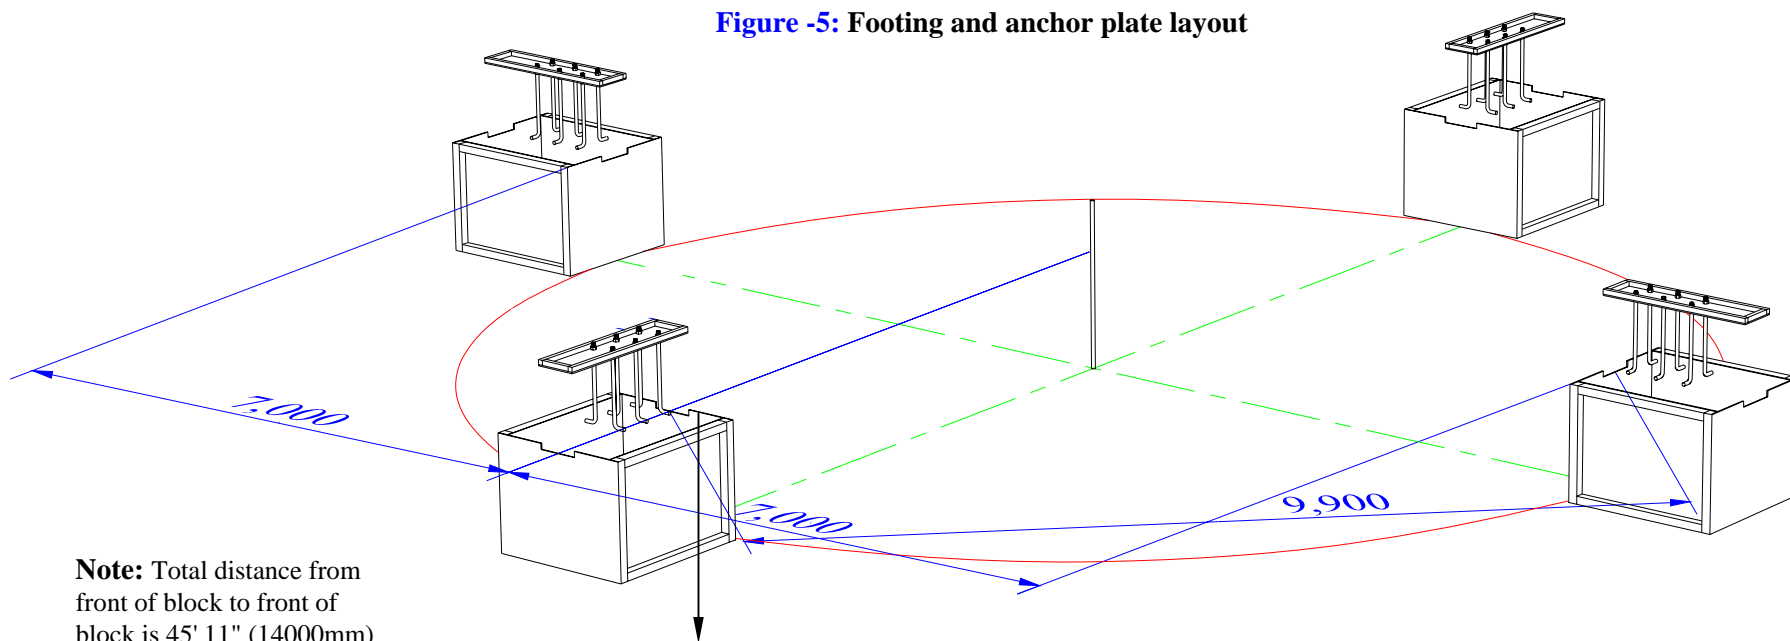 Figure -5: Footing and anchor plate layout
7,000
7,000
9,900
Note: Total distance from
front of block to front of
block is 45' 11" (14000mm)